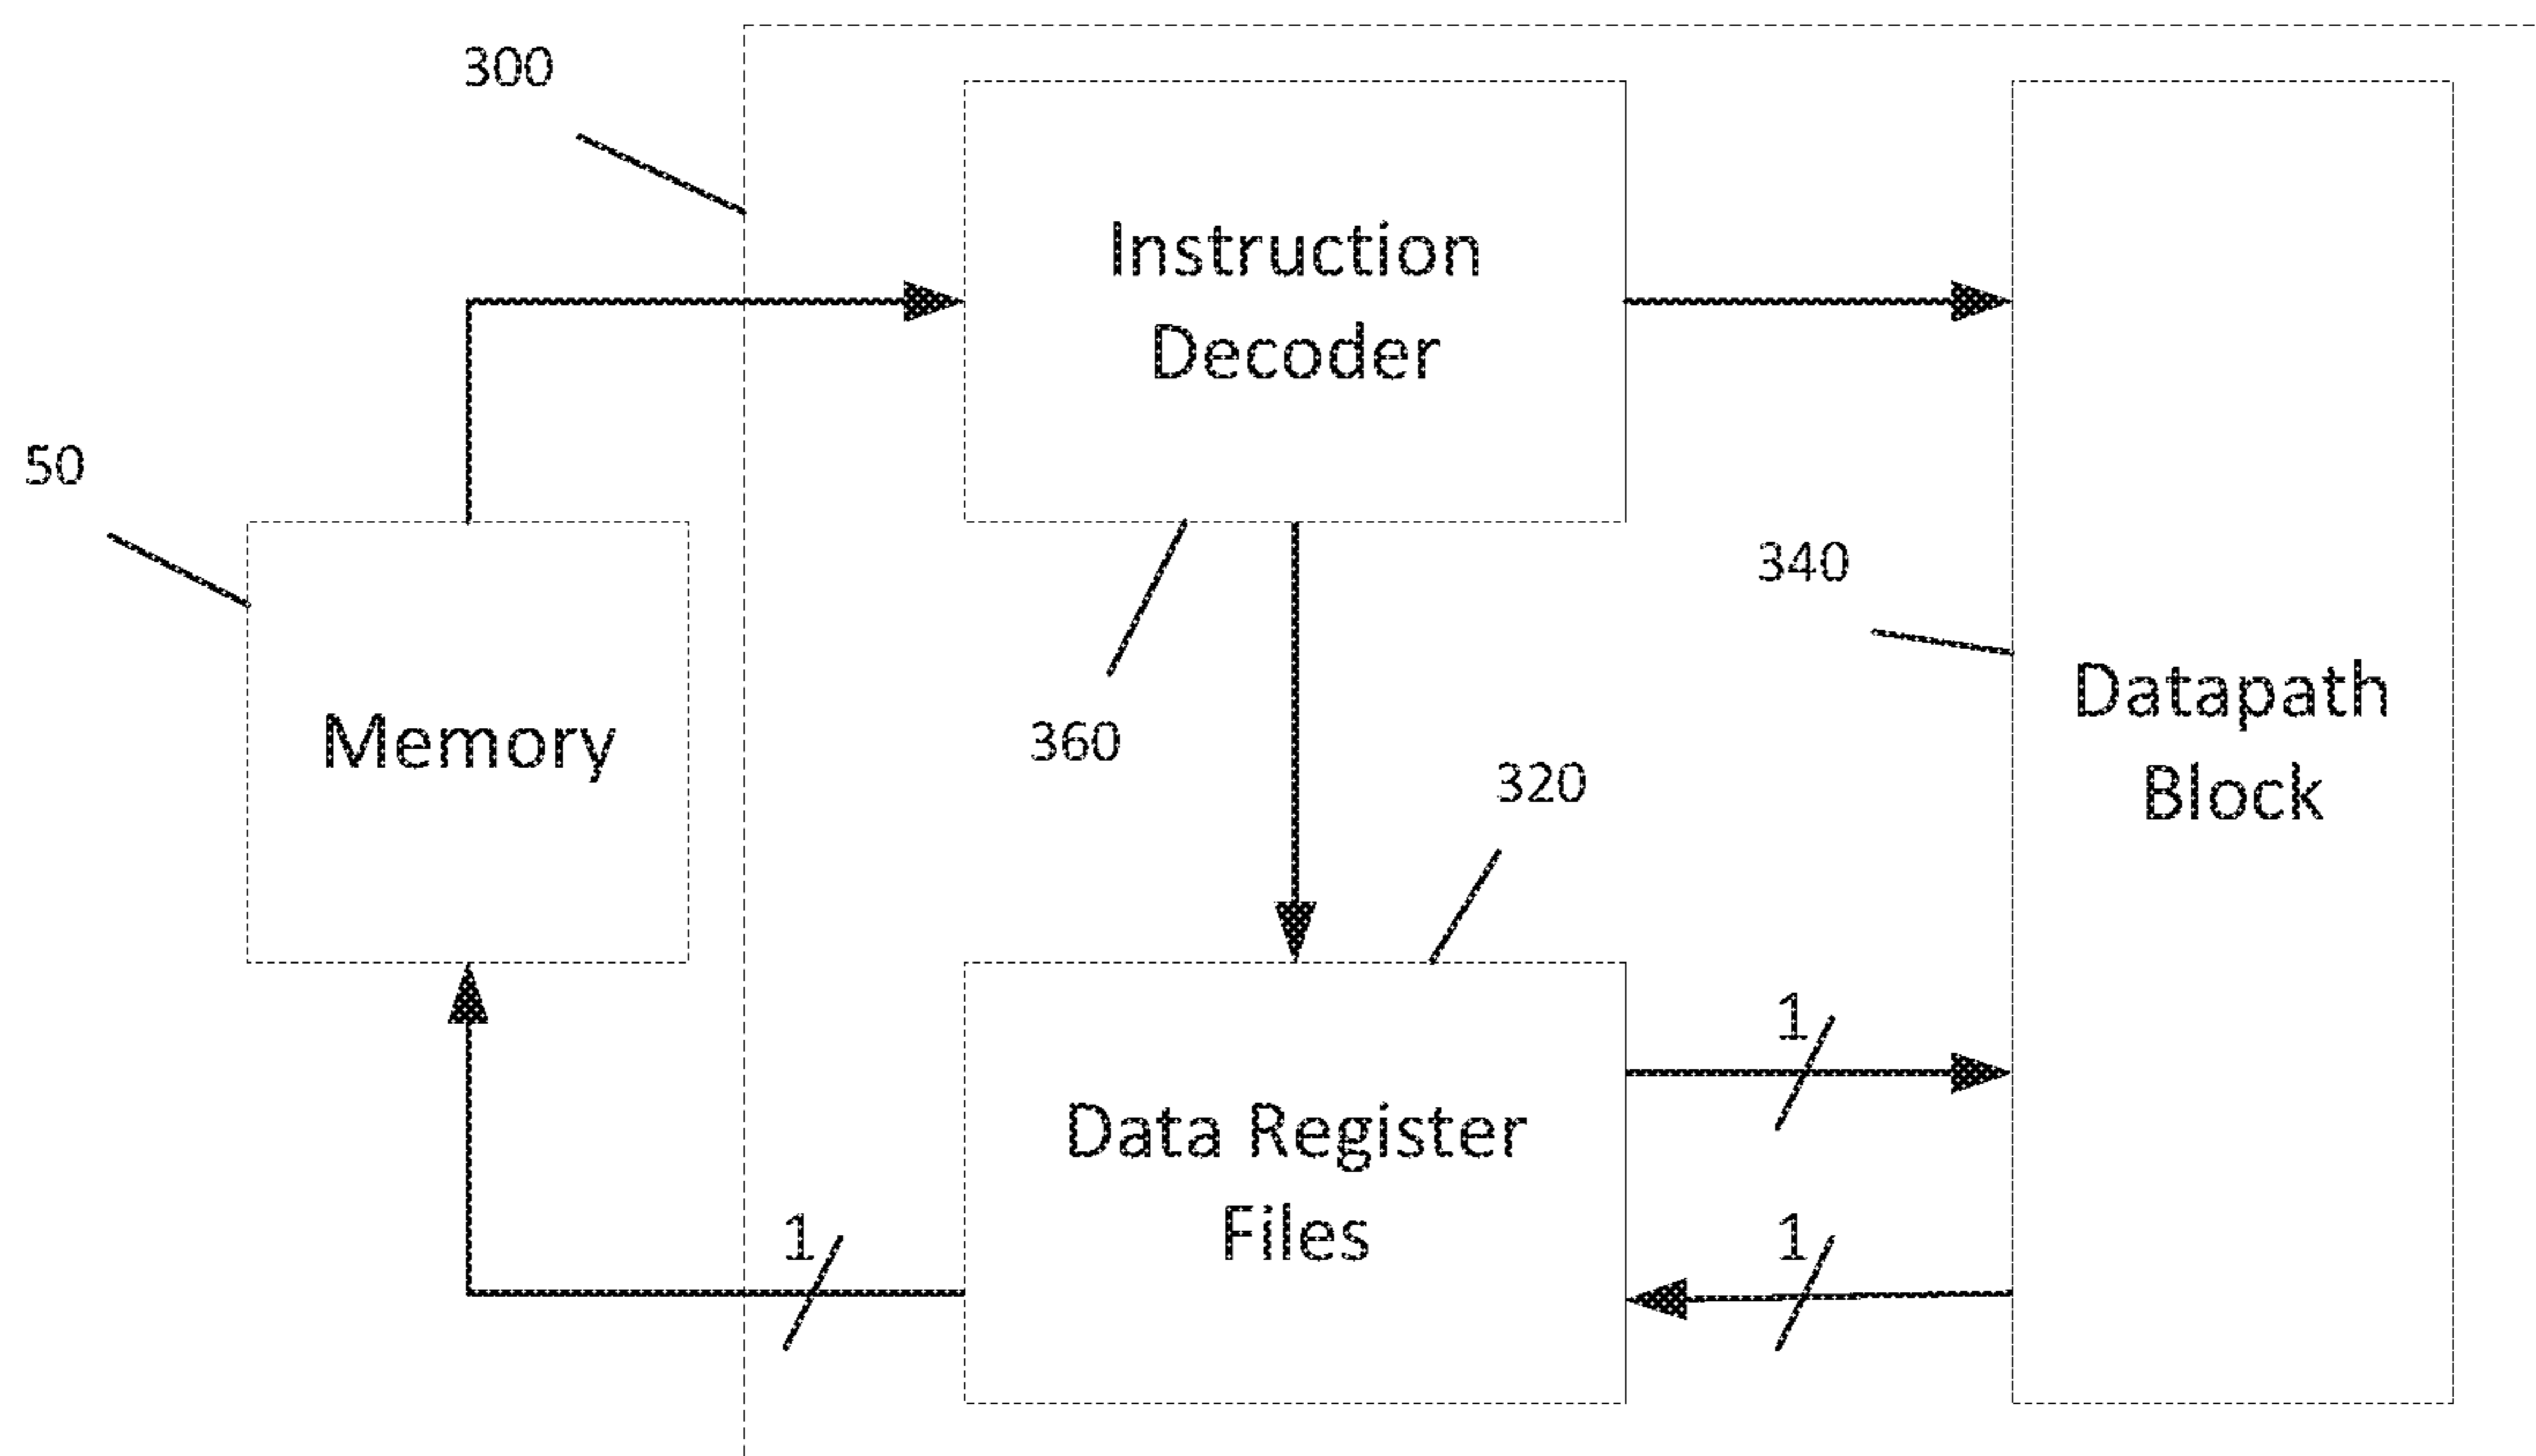 300
Instruction
Decoder
50
340
Memory
Datapath
Block
360
320
1
Data Register
Files
1
1